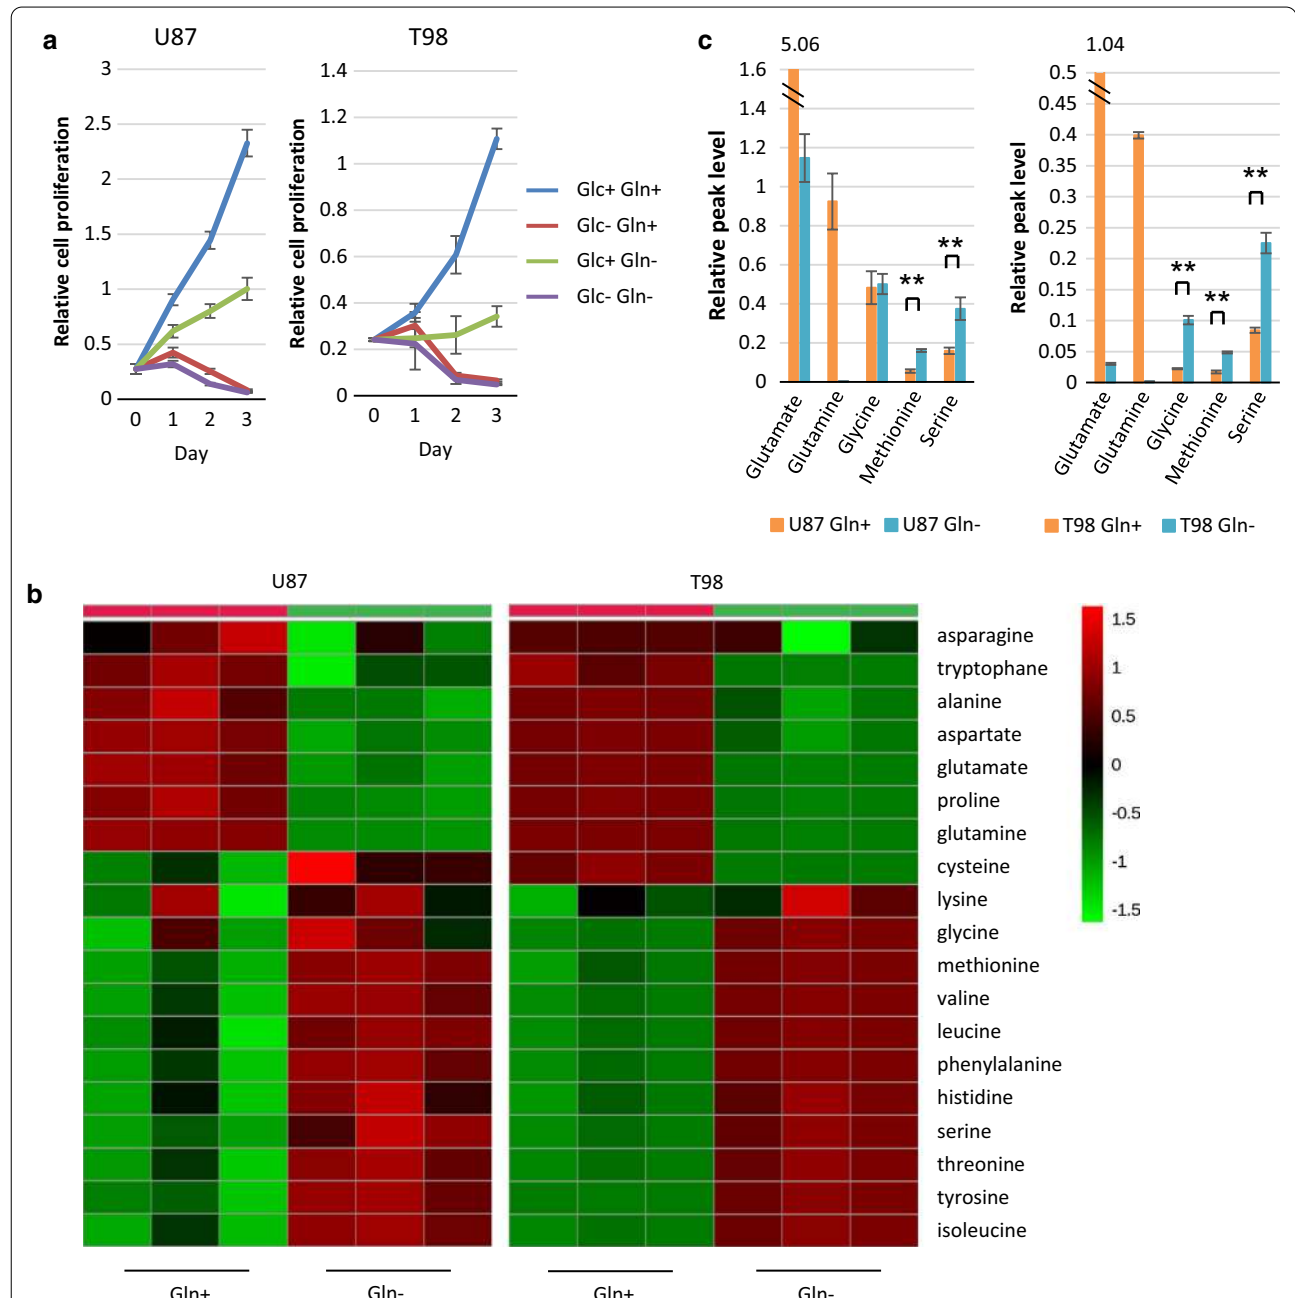 a
U87
T98
3
2.5
2
1.5
1
0.5
0
Relative cell proliferation
0 1 2 3
Day
1.4
1.2
1
0.8
0.6
0.4
0.2
0
Relative cell proliferation
0 1 2 3
Day
Glc+ Gln+
Glc- Gln+
Glc+ Gln-
Glc- Gln-
c
5.06
1.6
1.4
1.2
1
0.8
0.6
0.4
0.2
0
Relative peak level
**
**
Glutamate
Glutamine
Glycine
Methionine
Serine
U87 Gln+ U87 Gln-
1.04
0.5
0.45
0.4
0.35
0.3
0.25
0.2
0.15
0.1
0.05
0
Relative peak level
**
**
**
Glutamate
Glutamine
Glycine
Methionine
Serine
T98 Gln+ T98 Gln-
b
U87
T98
asparagine
tryptophane
alanine
aspartate
glutamate
proline
glutamine
cysteine
lysine
glycine
methionine
valine
leucine
phenylalanine
histidine
serine
threonine
tyrosine
isoleucine
1.5
1
0.5
0
-0.5
-1
-1.5
Gln+ Gln- Gln+ Gln-